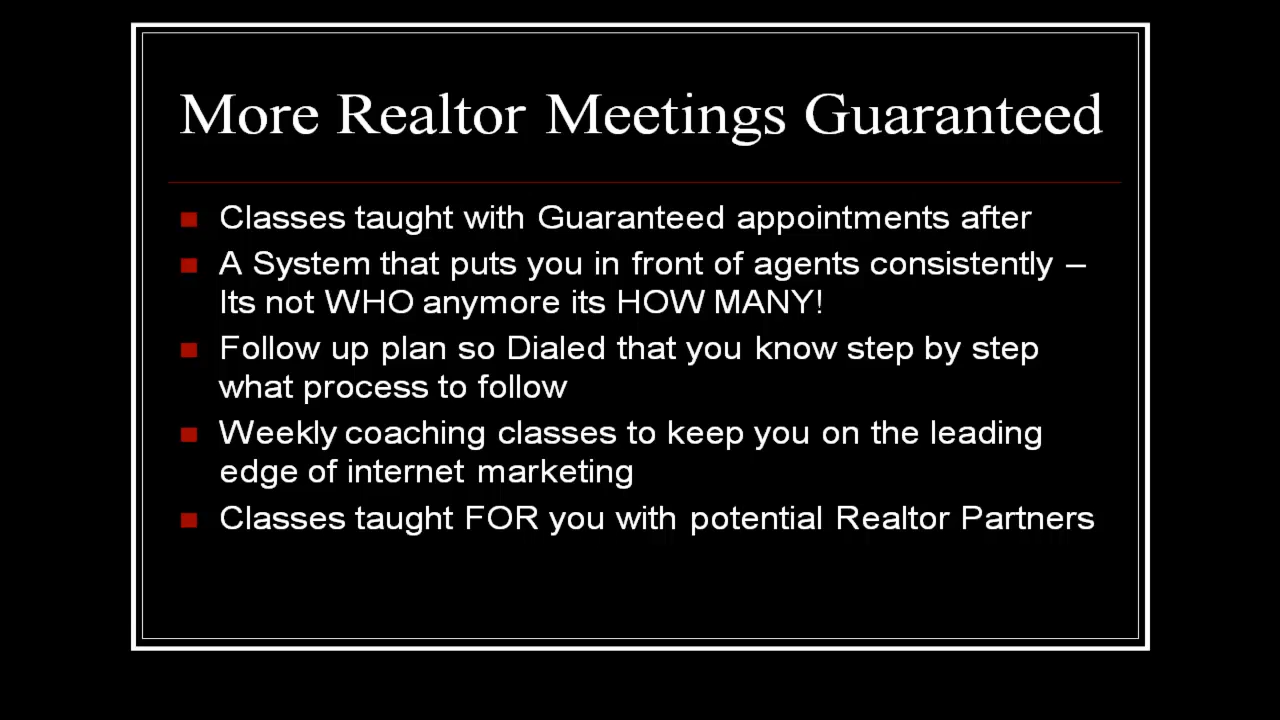 More Realtor Meetings Guaranteed
Classes taught with Guaranteed appointments after
A System that puts you in front of agents consistently –
Its not WHO anymore its HOW MANY!
Follow up plan so Dialed that you know step by step
what process to follow
Weekly coaching classes to keep you on the leading
edge of internet marketing
Classes taught FOR you with potential Realtor Partners